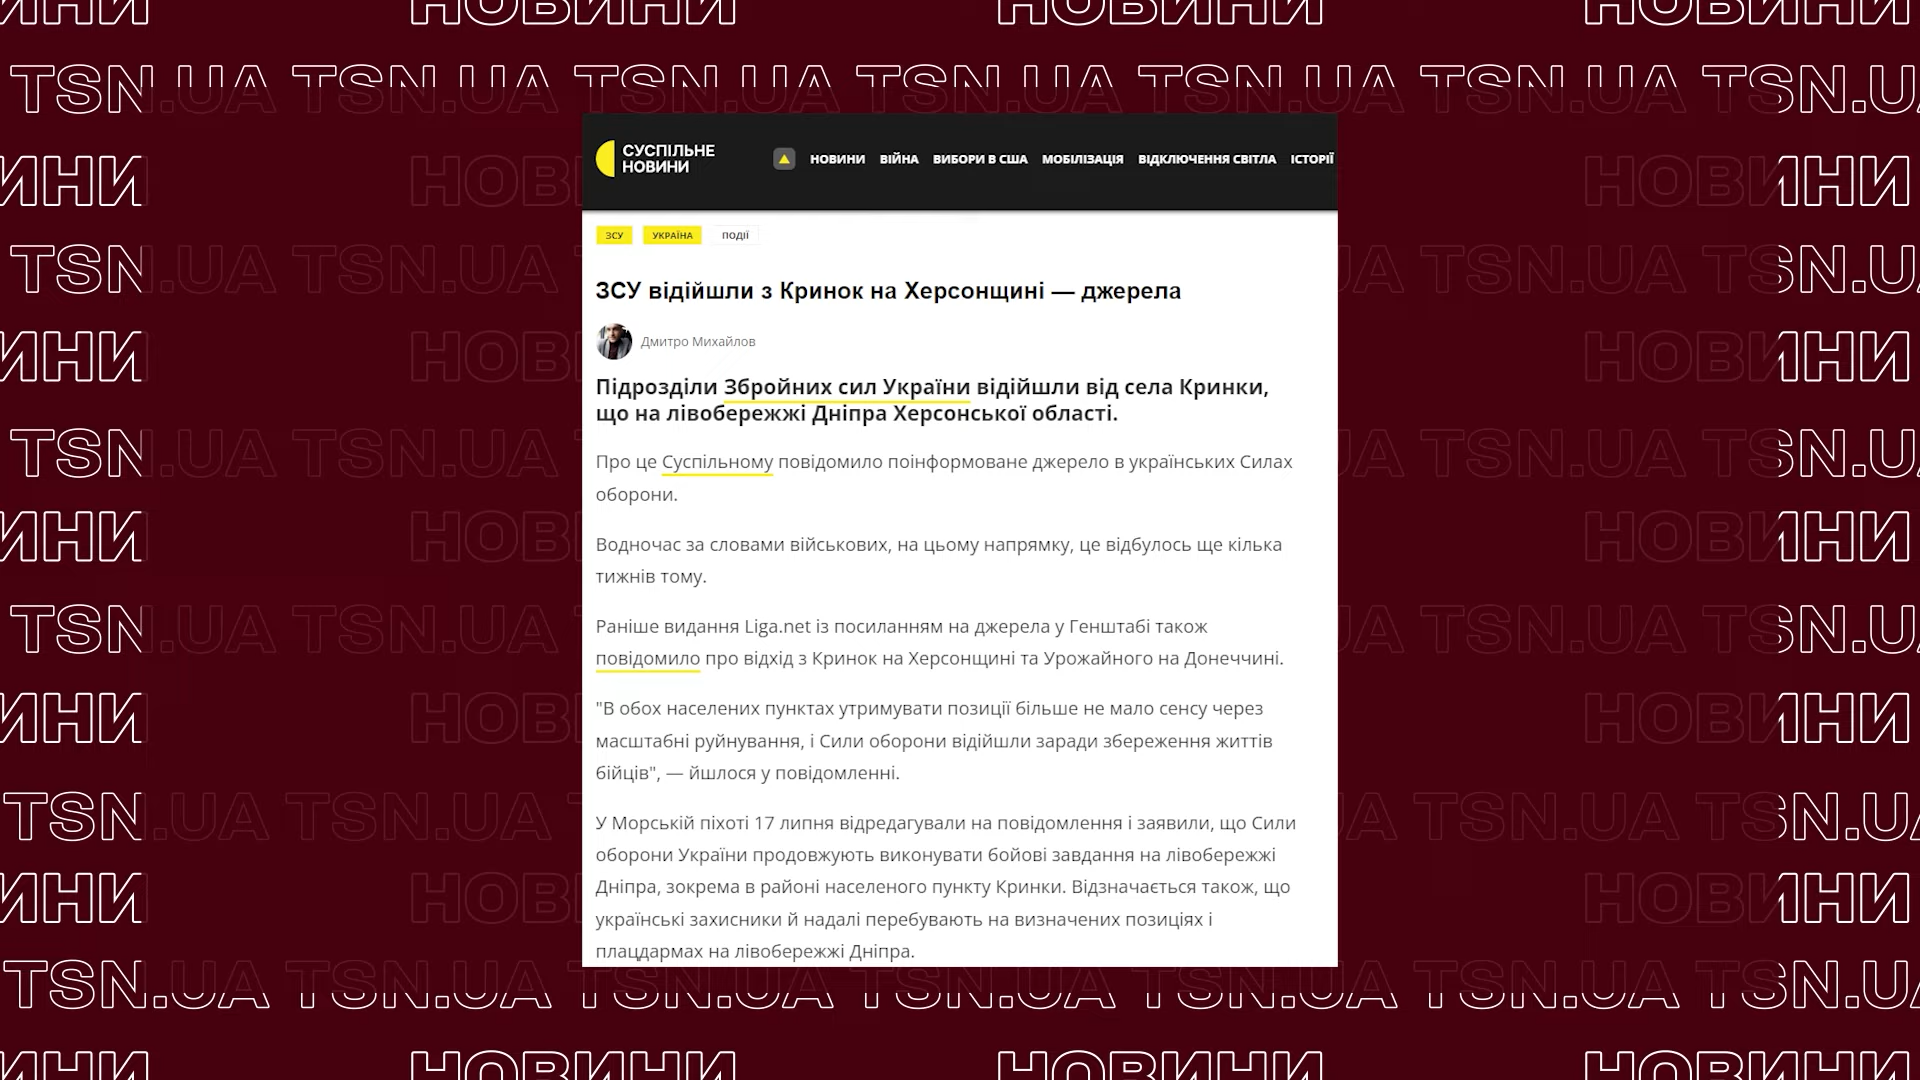 НОВИНИ НОВИНИ НОВИНИ
TSN.UA TSN.UA TSN.UA TSN.UA TSN.UA TSN.UA TSN.UA
СУСПІЛЬНЕ
НОВИНИ
НОВИНИ ВІЙНА ВИБОРИ В США МОБІЛІЗАЦІЯ ВІДКЛЮЧЕННЯ СВІТЛА ІСТОРІЇ
ЗСУ УКРАЇНА ПОДІЇ
ЗСУ відійшли з Кринок на Херсонщині — джерела
Дмитро Михайлов
Підрозділи Збройних сил України відійшли від села Кринки,
що на лівобережжі Дніпра Херсонської області.
Про це Суспільному повідомило поінформоване джерело в українських Силах
оборони.
Водночас за словами військових, на цьому напрямку, це відбулось ще кілька
тижнів тому.
Раніше видання Liga.net із посиланням на джерела у Генштабі також
повідомило про відхід з Кринок на Херсонщині та Урожайного на Донеччині.
"В обох населених пунктах утримувати позиції більше не мало сенсу через
масштабні руйнування, і Сили оборони відійшли заради збереження життів
бійців", — йшлося у повідомленні.
У Морській піхоті 17 липня відредагували на повідомлення і заявили, що Сили
оборони України продовжують виконувати бойові завдання на лівобережжі
Дніпра, зокрема в районі населеного пункту Кринки. Відзначається також, що
українські захисники й надалі перебувають на визначених позиціях і
плацдармах на лівобережжі Дніпра.
TSN.UA TSN.UA TSN.UA TSN.UA TSN.UA TSN.UA TSN.UA
НОВИНИ НОВИНИ НОВИНИ